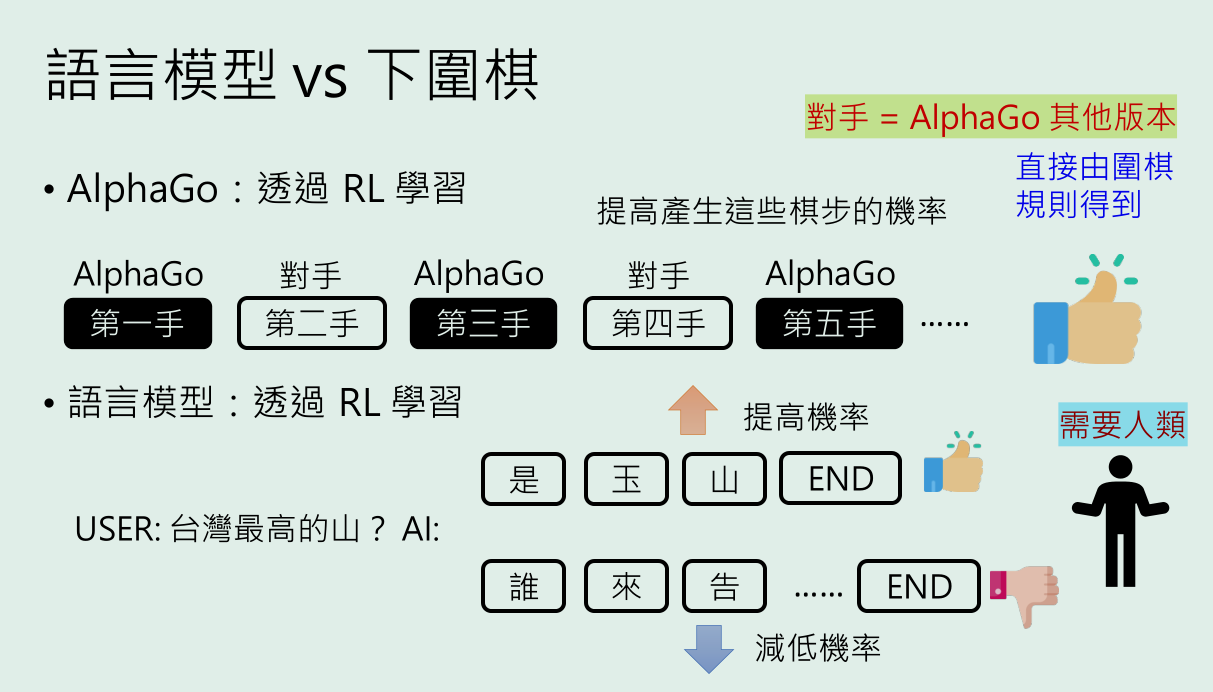 語言模型 vs 下圍棋
對手 = AlphaGo 其他版本
直接由圍棋
規則得到
• AlphaGo：透過 RL 學習
提高產生這些棋步的機率
AlphaGo 對手 AlphaGo 對手 AlphaGo
第一手 第二手 第三手 第四手 第五手 ……
• 語言模型：透過 RL 學習
提高機率
需要人類
是 玉 山 END
USER: 台灣最高的山？ AI:
誰 來 告 …… END
減低機率